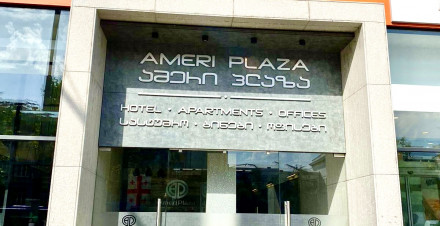 AMERI PLAZA
ამერი პლაზა
HOTEL • APARTMENTS • OFFICES
სასტუმრო • ბინები • ოფისები